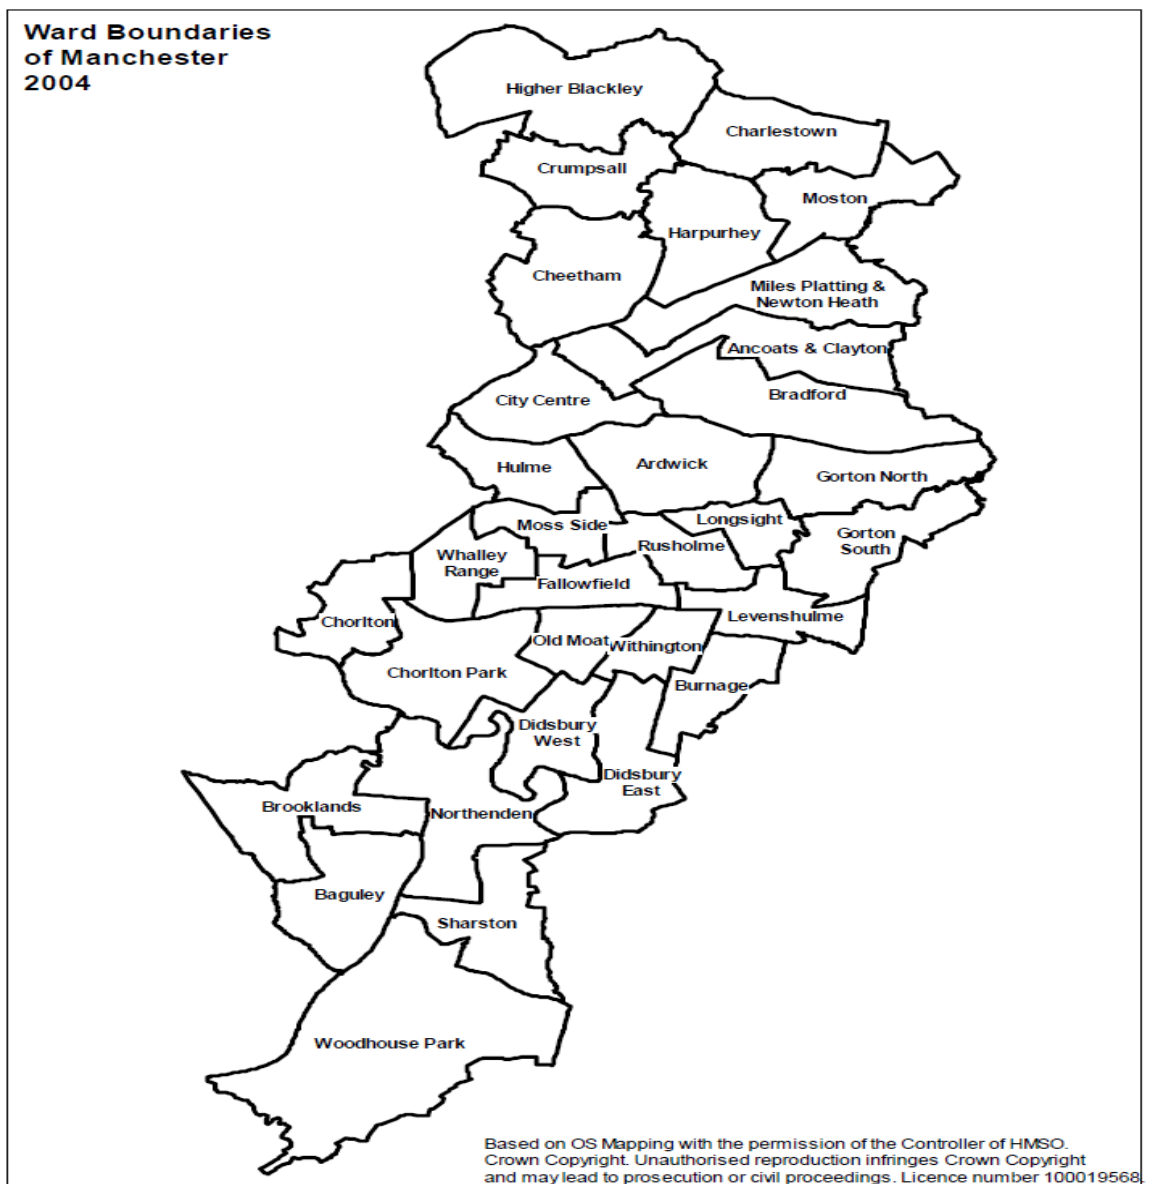 Ward Boundaries
of Manchester
2004
Higher Blackley
Charlestown
Crumpsall
Moston
Harpurhey
Cheetham
Miles Platting &
Newton Heath
Ancoats & Clayton
Bradford
City Centre
Hulme
Ardwick
Gorton North
Moss Side
Longsight
Gorton
South
Rusholme
Whalley
Range
Fallowfield
Chorlton
Levenshulme
Old Moat
Withington
Chorlton Park
Burnage
Didsbury
West
Didsbury
East
Brooklands
Northenden
Baguley
Sharston
Woodhouse Park
Based on OS Mapping with the permission of the Controller of HMSO.
Crown Copyright. Unauthorised reproduction infringes Crown Copyright
and may lead to prosecution or civil proceedings. Licence number 100019568.